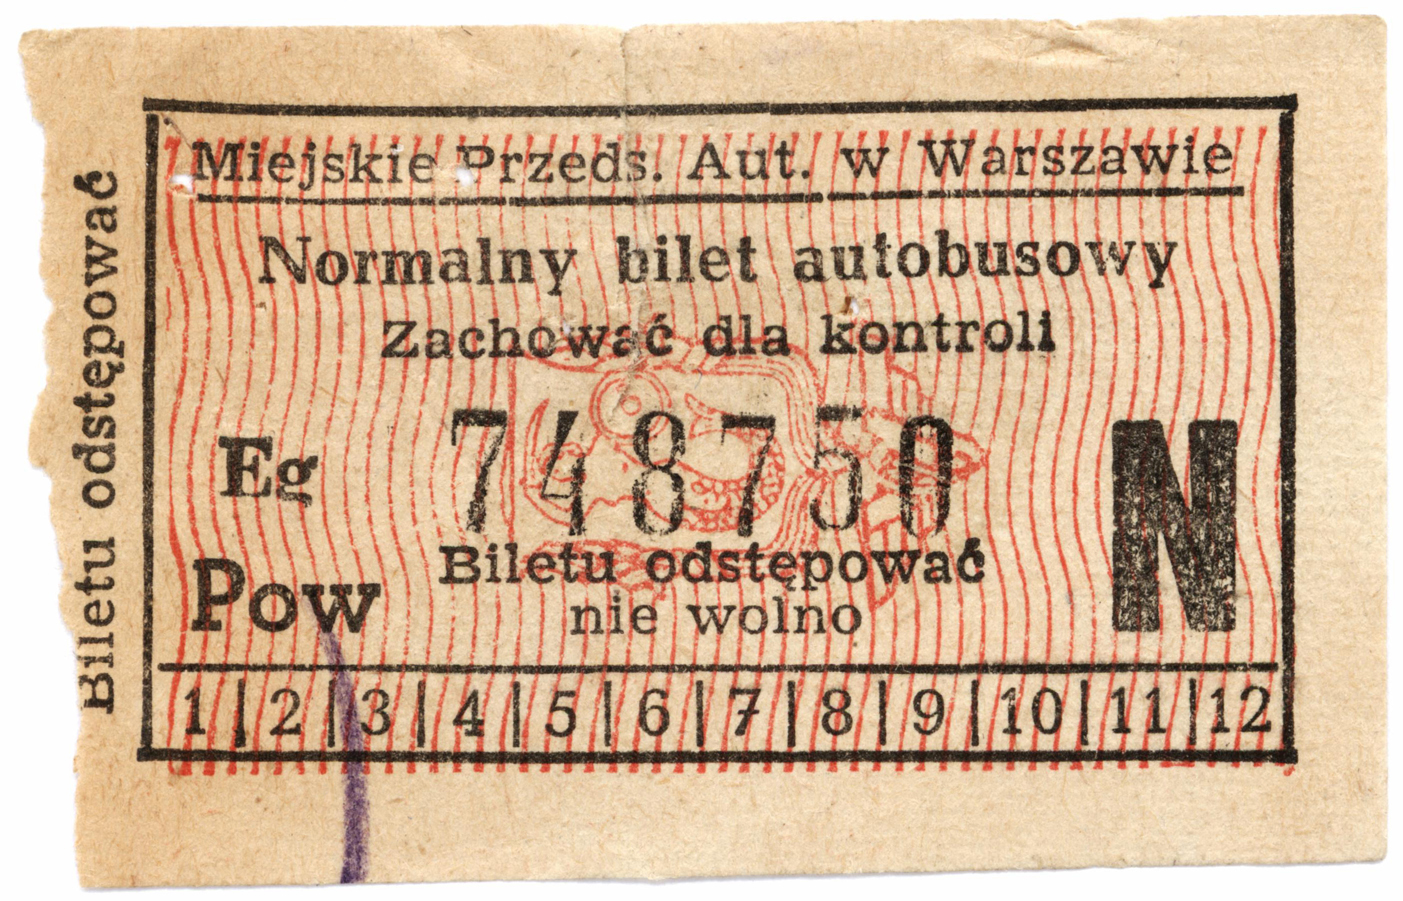 Miejskie Przeds. Aut. w Warszawie
Normalny bilet autobusowy
Zachować dla kontroli
Eg 748750 N
Pow
Biletu odstępować
nie wolno
1|2|3|4|5|6|7|8|9|10|11|12
Biletu odstępować